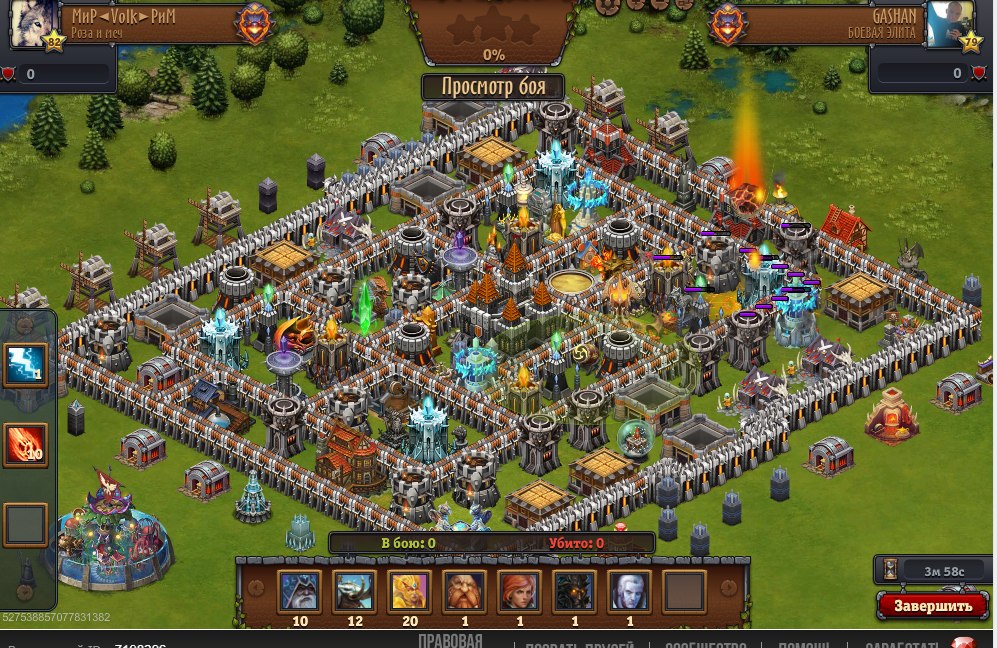 МиР◄Volk►РиМ
Роза и меч
82
0
0%
Просмотр боя
GASHAN
БОЕВАЯ ЭЛИТА
79
0
1
10
В бою: 0
Убито: 0
10 12 20 1 1 1 1
3м 58с
Завершить
527538857077831382
ПРАВОВАЯ